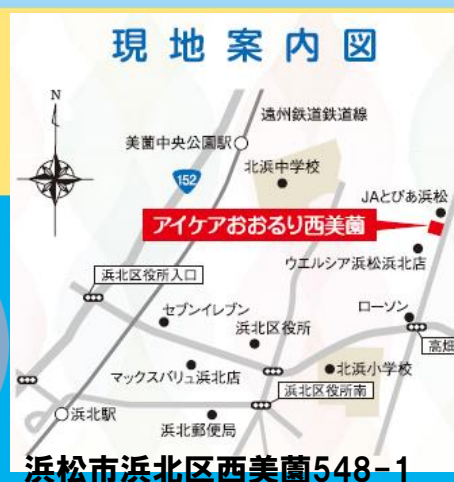 現地案内図
N
遠州鉄道鉄道線
美薗中央公園駅
152
北浜中学校
JAとぴあ浜松
アイケアおおるり西美薗
ウエルシア浜松浜北店
浜北区役所入口
セブンイレブン
ローソン
浜北区役所
高畑
マックスバリュ浜北店
北浜小学校
浜北区役所南
浜北駅
浜北郵便局
浜松市浜北区西美薗548-1